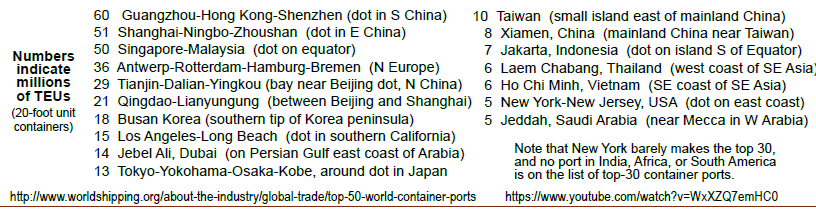 Numbers
indicate
millions
of TEUs
(20-foot unit
containers)
60 Guangzhou-Hong Kong-Shenzhen (dot in S China)
51 Shanghai-Ningbo-Zhoushan (dot in E China)
50 Singapore-Malaysia (dot on equator)
36 Antwerp-Rotterdam-Hamburg-Bremen (N Europe)
29 Tianjin-Dalian-Yingkou (bay near Beijing dot, N China)
21 Qingdao-Lianyungung (between Beijing and Shanghai)
18 Busan Korea (southern tip of Korea peninsula)
15 Los Angeles-Long Beach (dot in southern California)
14 Jebel Ali, Dubai (on Persian Gulf east coast of Arabia)
13 Tokyo-Yokohama-Osaka-Kobe, around dot in Japan
10 Taiwan (small island east of mainland China)
8 Xiamen, China (mainland China near Taiwan)
7 Jakarta, Indonesia (dot on island S of Equator)
6 Laem Chabang, Thailand (west coast of SE Asia)
6 Ho Chi Minh, Vietnam (SE coast of SE Asia)
5 New York-New Jersey, USA (dot on east coast)
5 Jeddah, Saudi Arabia (near Mecca in W Arabia)
Note that New York barely makes the top 30,
and no port in India, Africa, or South America
is on the list of top-30 container ports.
http://www.worldshipping.org/about-the-industry/global-trade/top-50-world-container-ports
https://www.youtube.com/watch?v=WxXZQ7emHC0